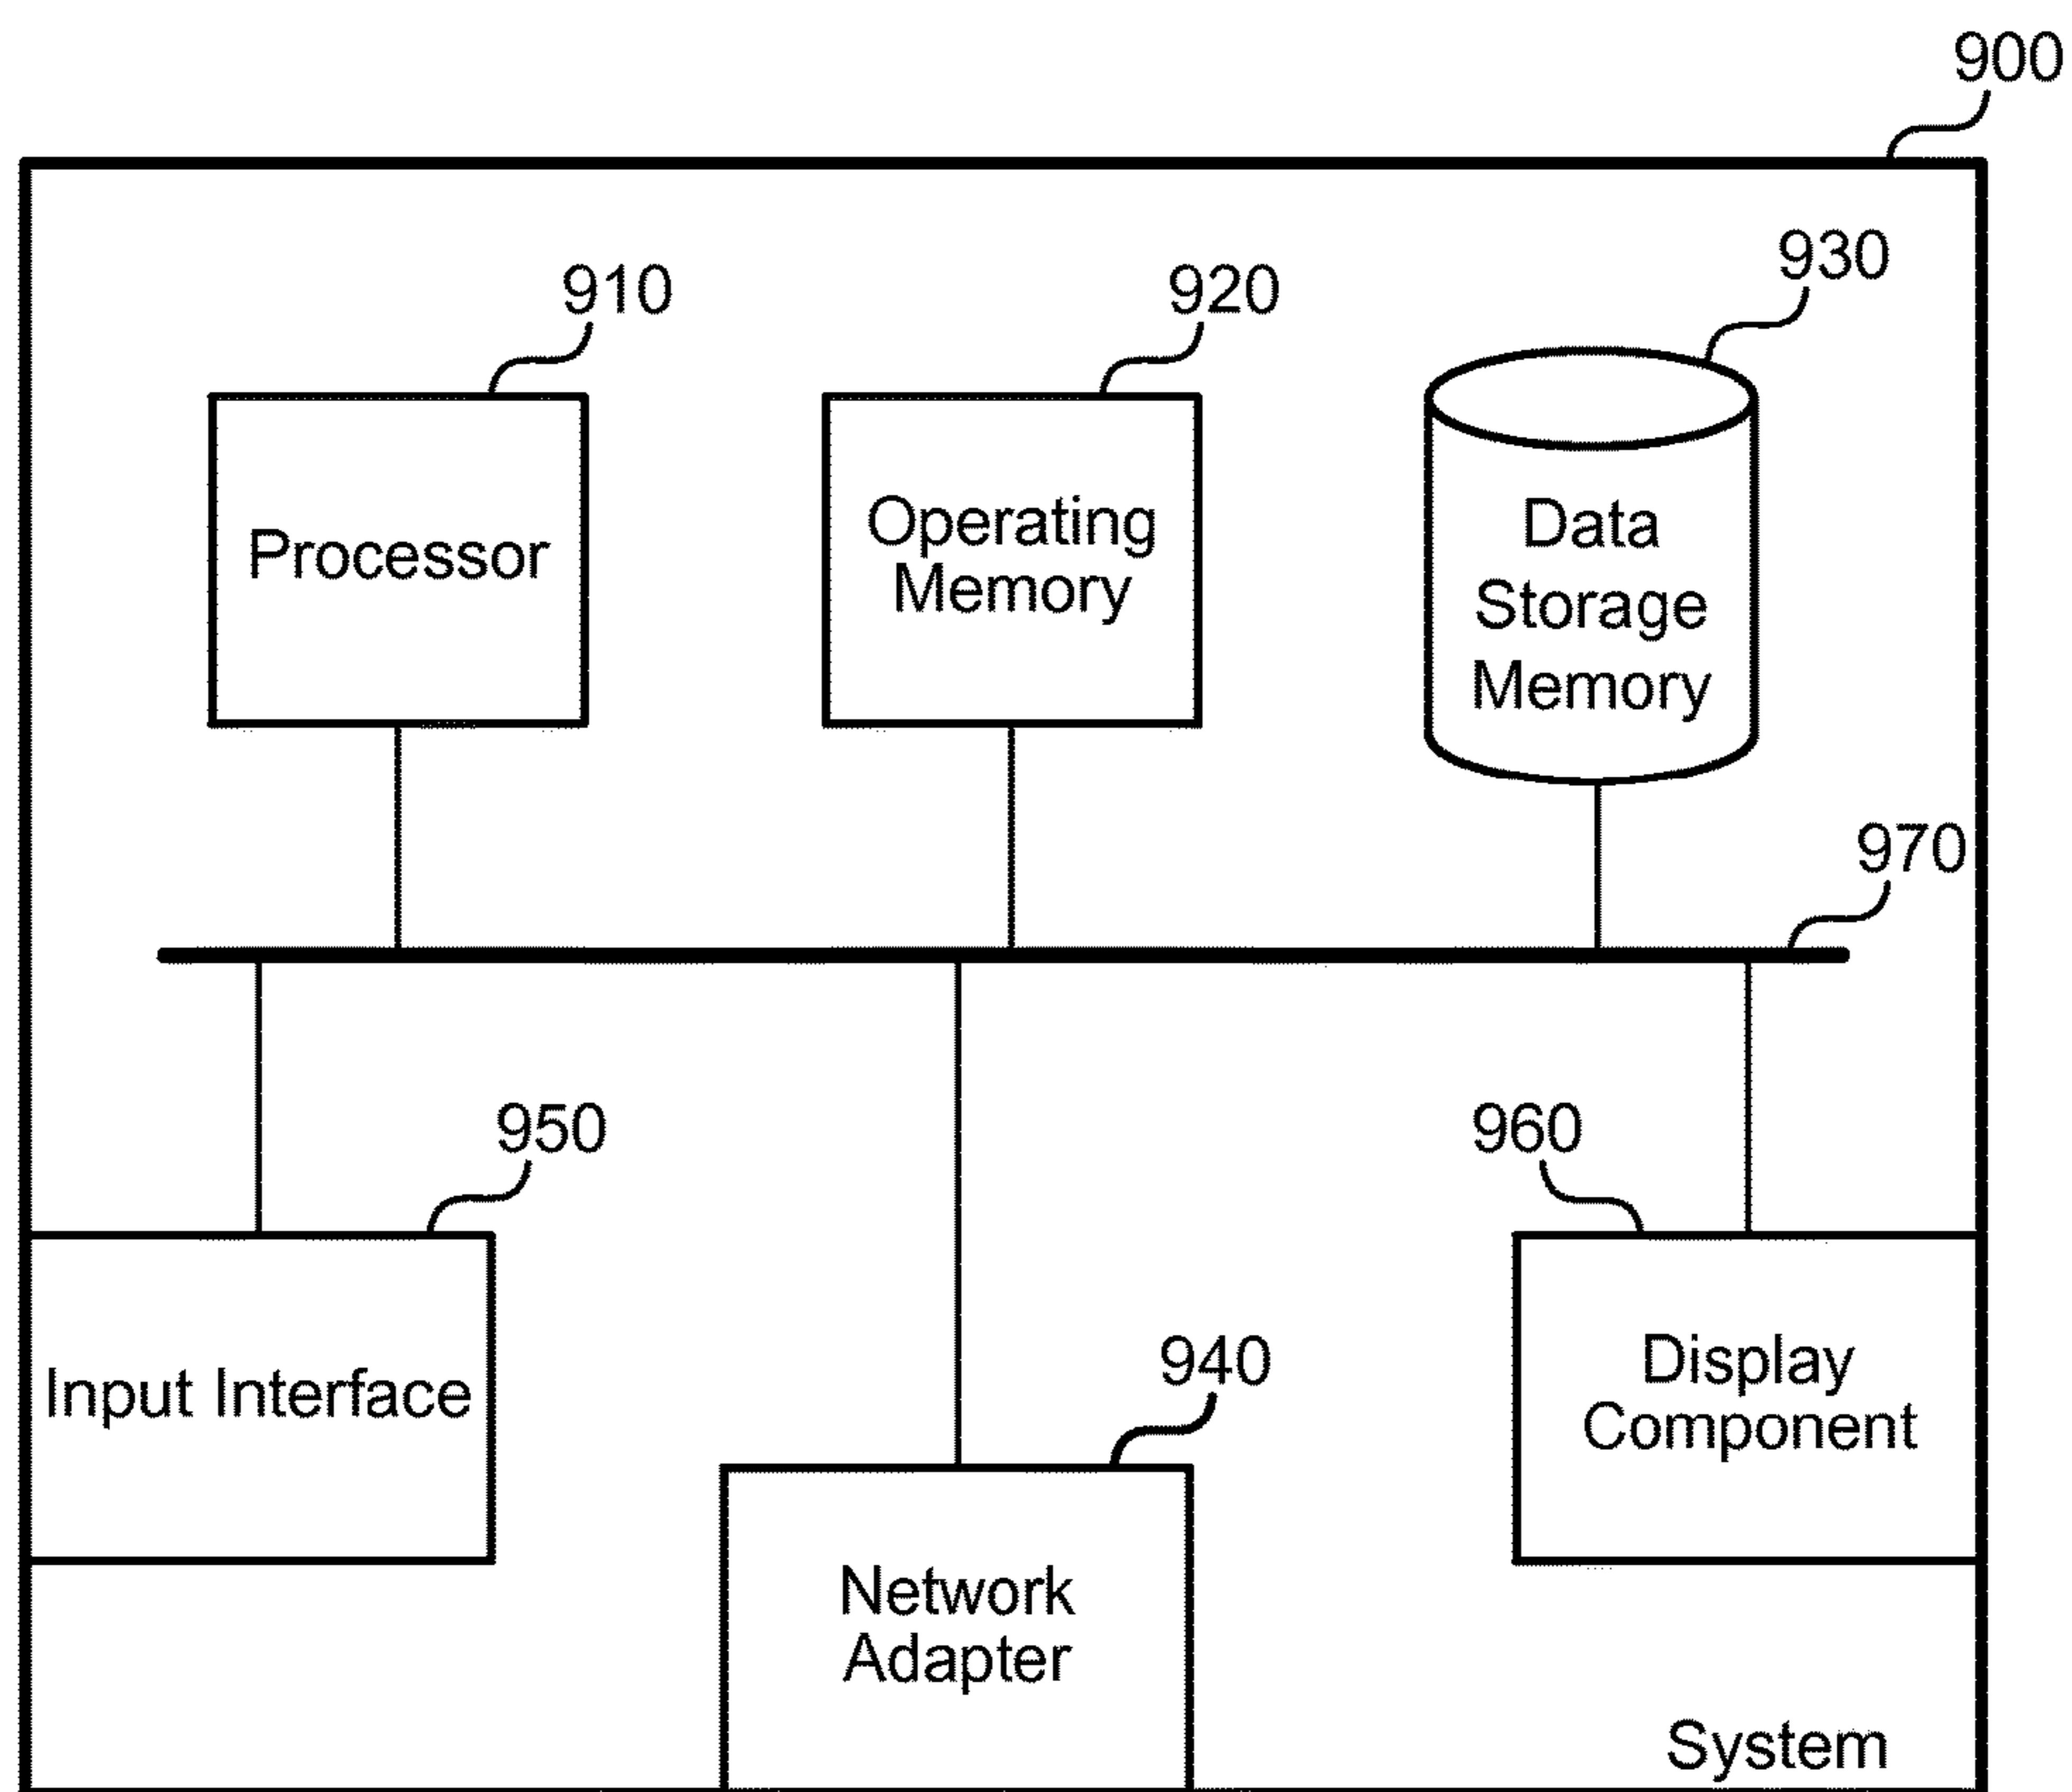 900
910
920
930
Processor
Operating
Memory
Data
Storage
Memory
970
950
960
Input Interface
940
Display
Component
Network
Adapter
System